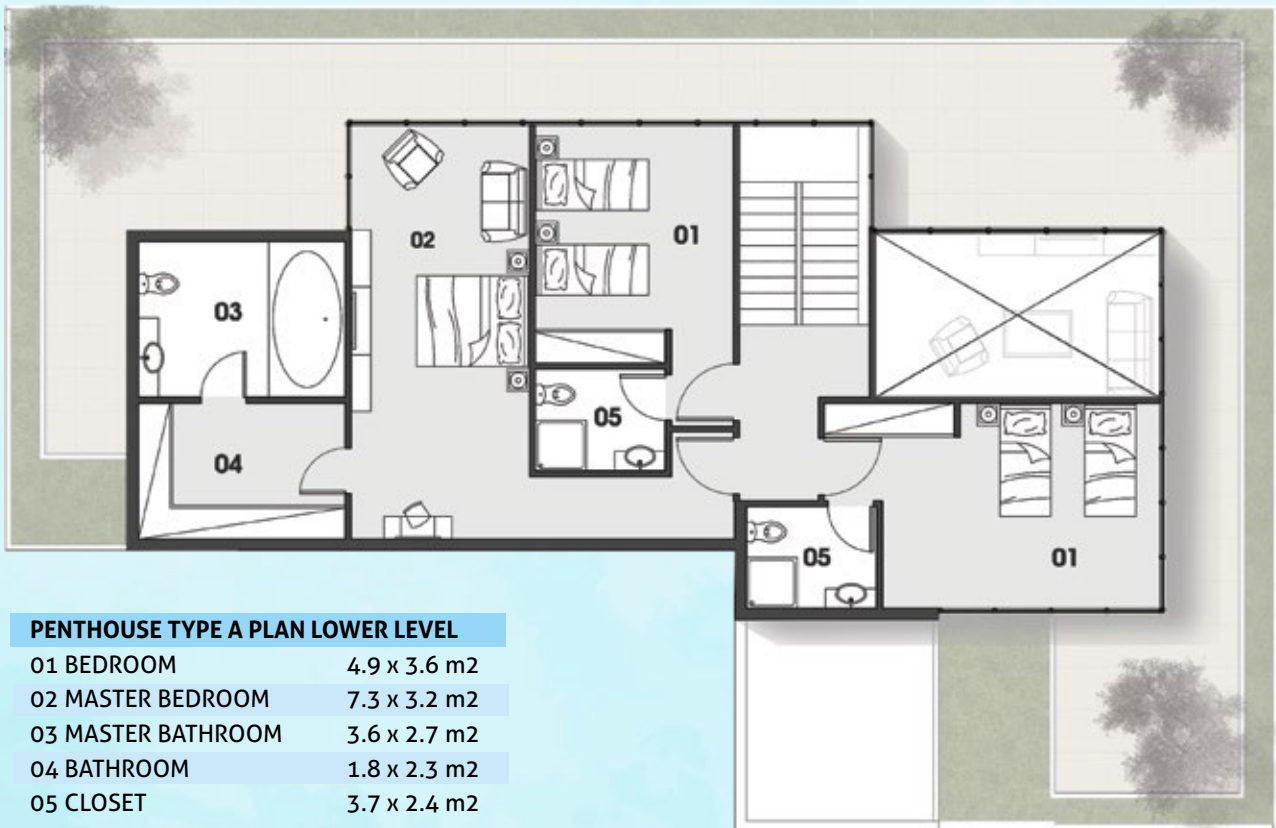 02
01
03
05
04
05
01
PENTHOUSE TYPE A PLAN LOWER LEVEL
01 BEDROOM 4.9 x 3.6 m2
02 MASTER BEDROOM 7.3 x 3.2 m2
03 MASTER BATHROOM 3.6 x 2.7 m2
04 BATHROOM 1.8 x 2.3 m2
05 CLOSET 3.7 x 2.4 m2